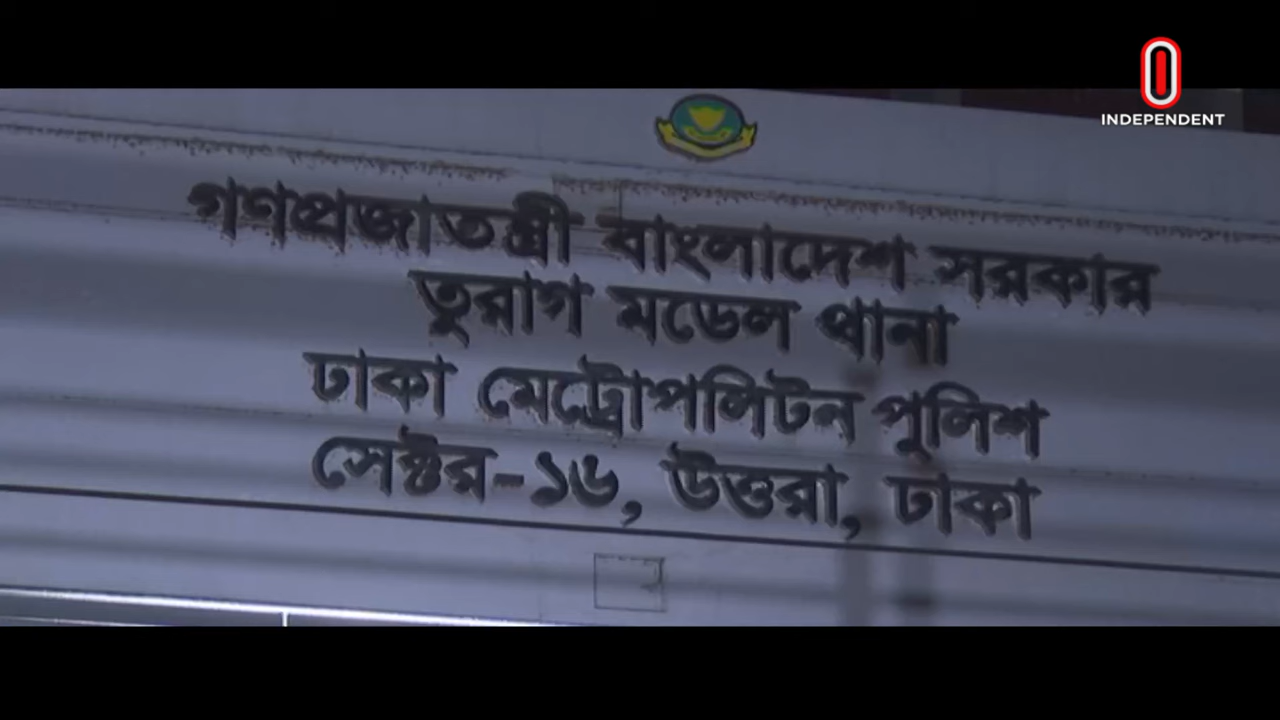 INDEPENDENT
গণপ্রজাতন্ত্রী বাংলাদেশ সরকার
তুরাগ মডেল থানা
ঢাকা মেট্রোপলিটন পুলিশ
সেক্টর-১৬, উত্তরা, ঢাকা